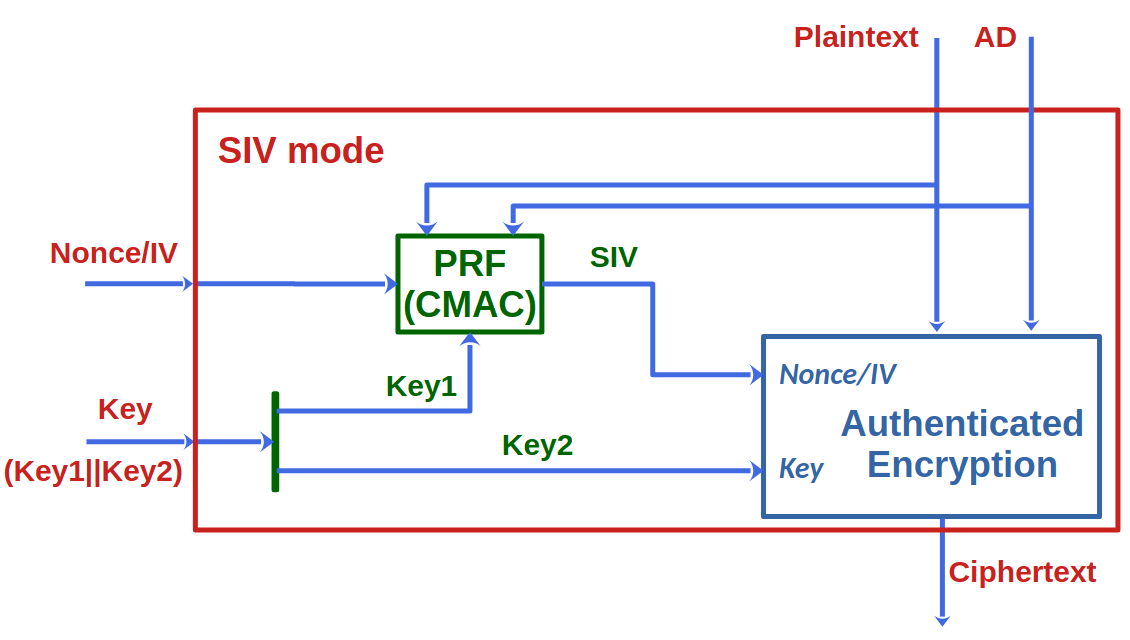 Plaintext AD
SIV mode
Nonce/IV
PRF
(CMAC)
SIV
Key1
Key
(Key1||Key2)
Key2
Nonce/IV
Authenticated
Encryption
Key
Ciphertext